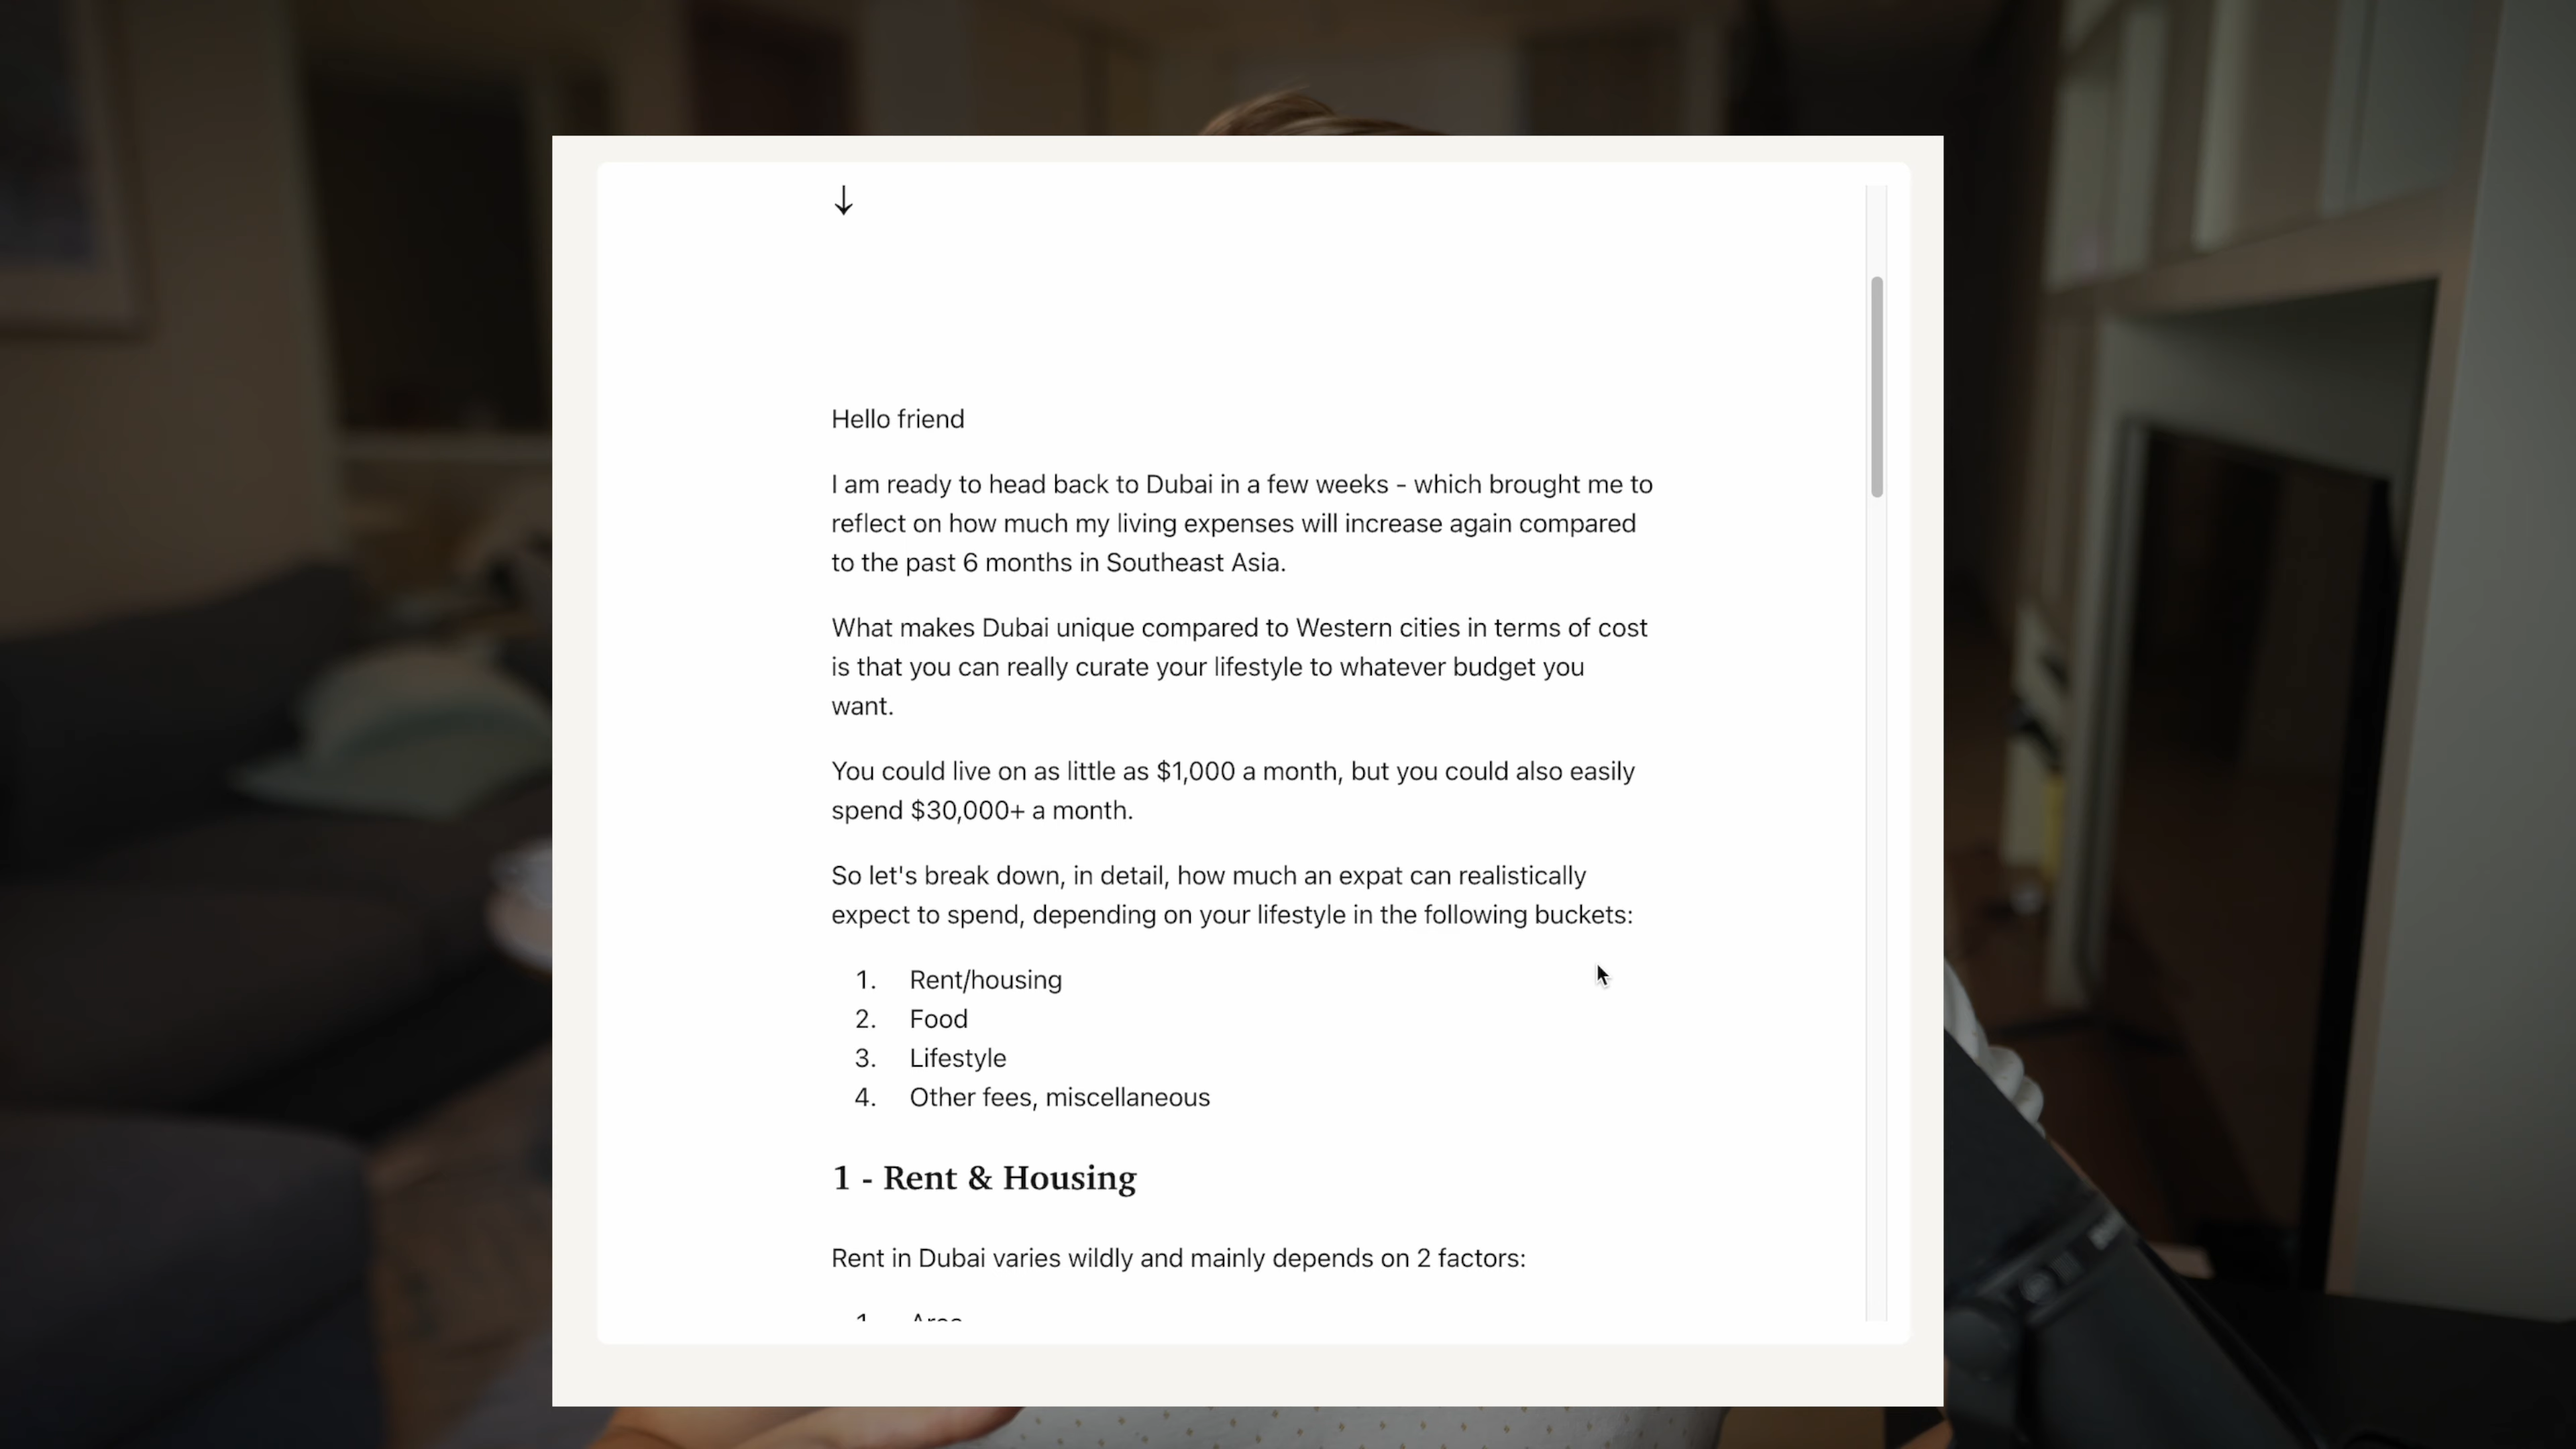 ↓
Hello friend
I am ready to head back to Dubai in a few weeks - which brought me to
reflect on how much my living expenses will increase again compared
to the past 6 months in Southeast Asia.
What makes Dubai unique compared to Western cities in terms of cost
is that you can really curate your lifestyle to whatever budget you
want.
You could live on as little as $1,000 a month, but you could also easily
spend $30,000+ a month.
So let's break down, in detail, how much an expat can realistically
expect to spend, depending on your lifestyle in the following buckets:
1. Rent/housing
2. Food
3. Lifestyle
4. Other fees, miscellaneous
1 - Rent & Housing
Rent in Dubai varies wildly and mainly depends on 2 factors:
1. Area